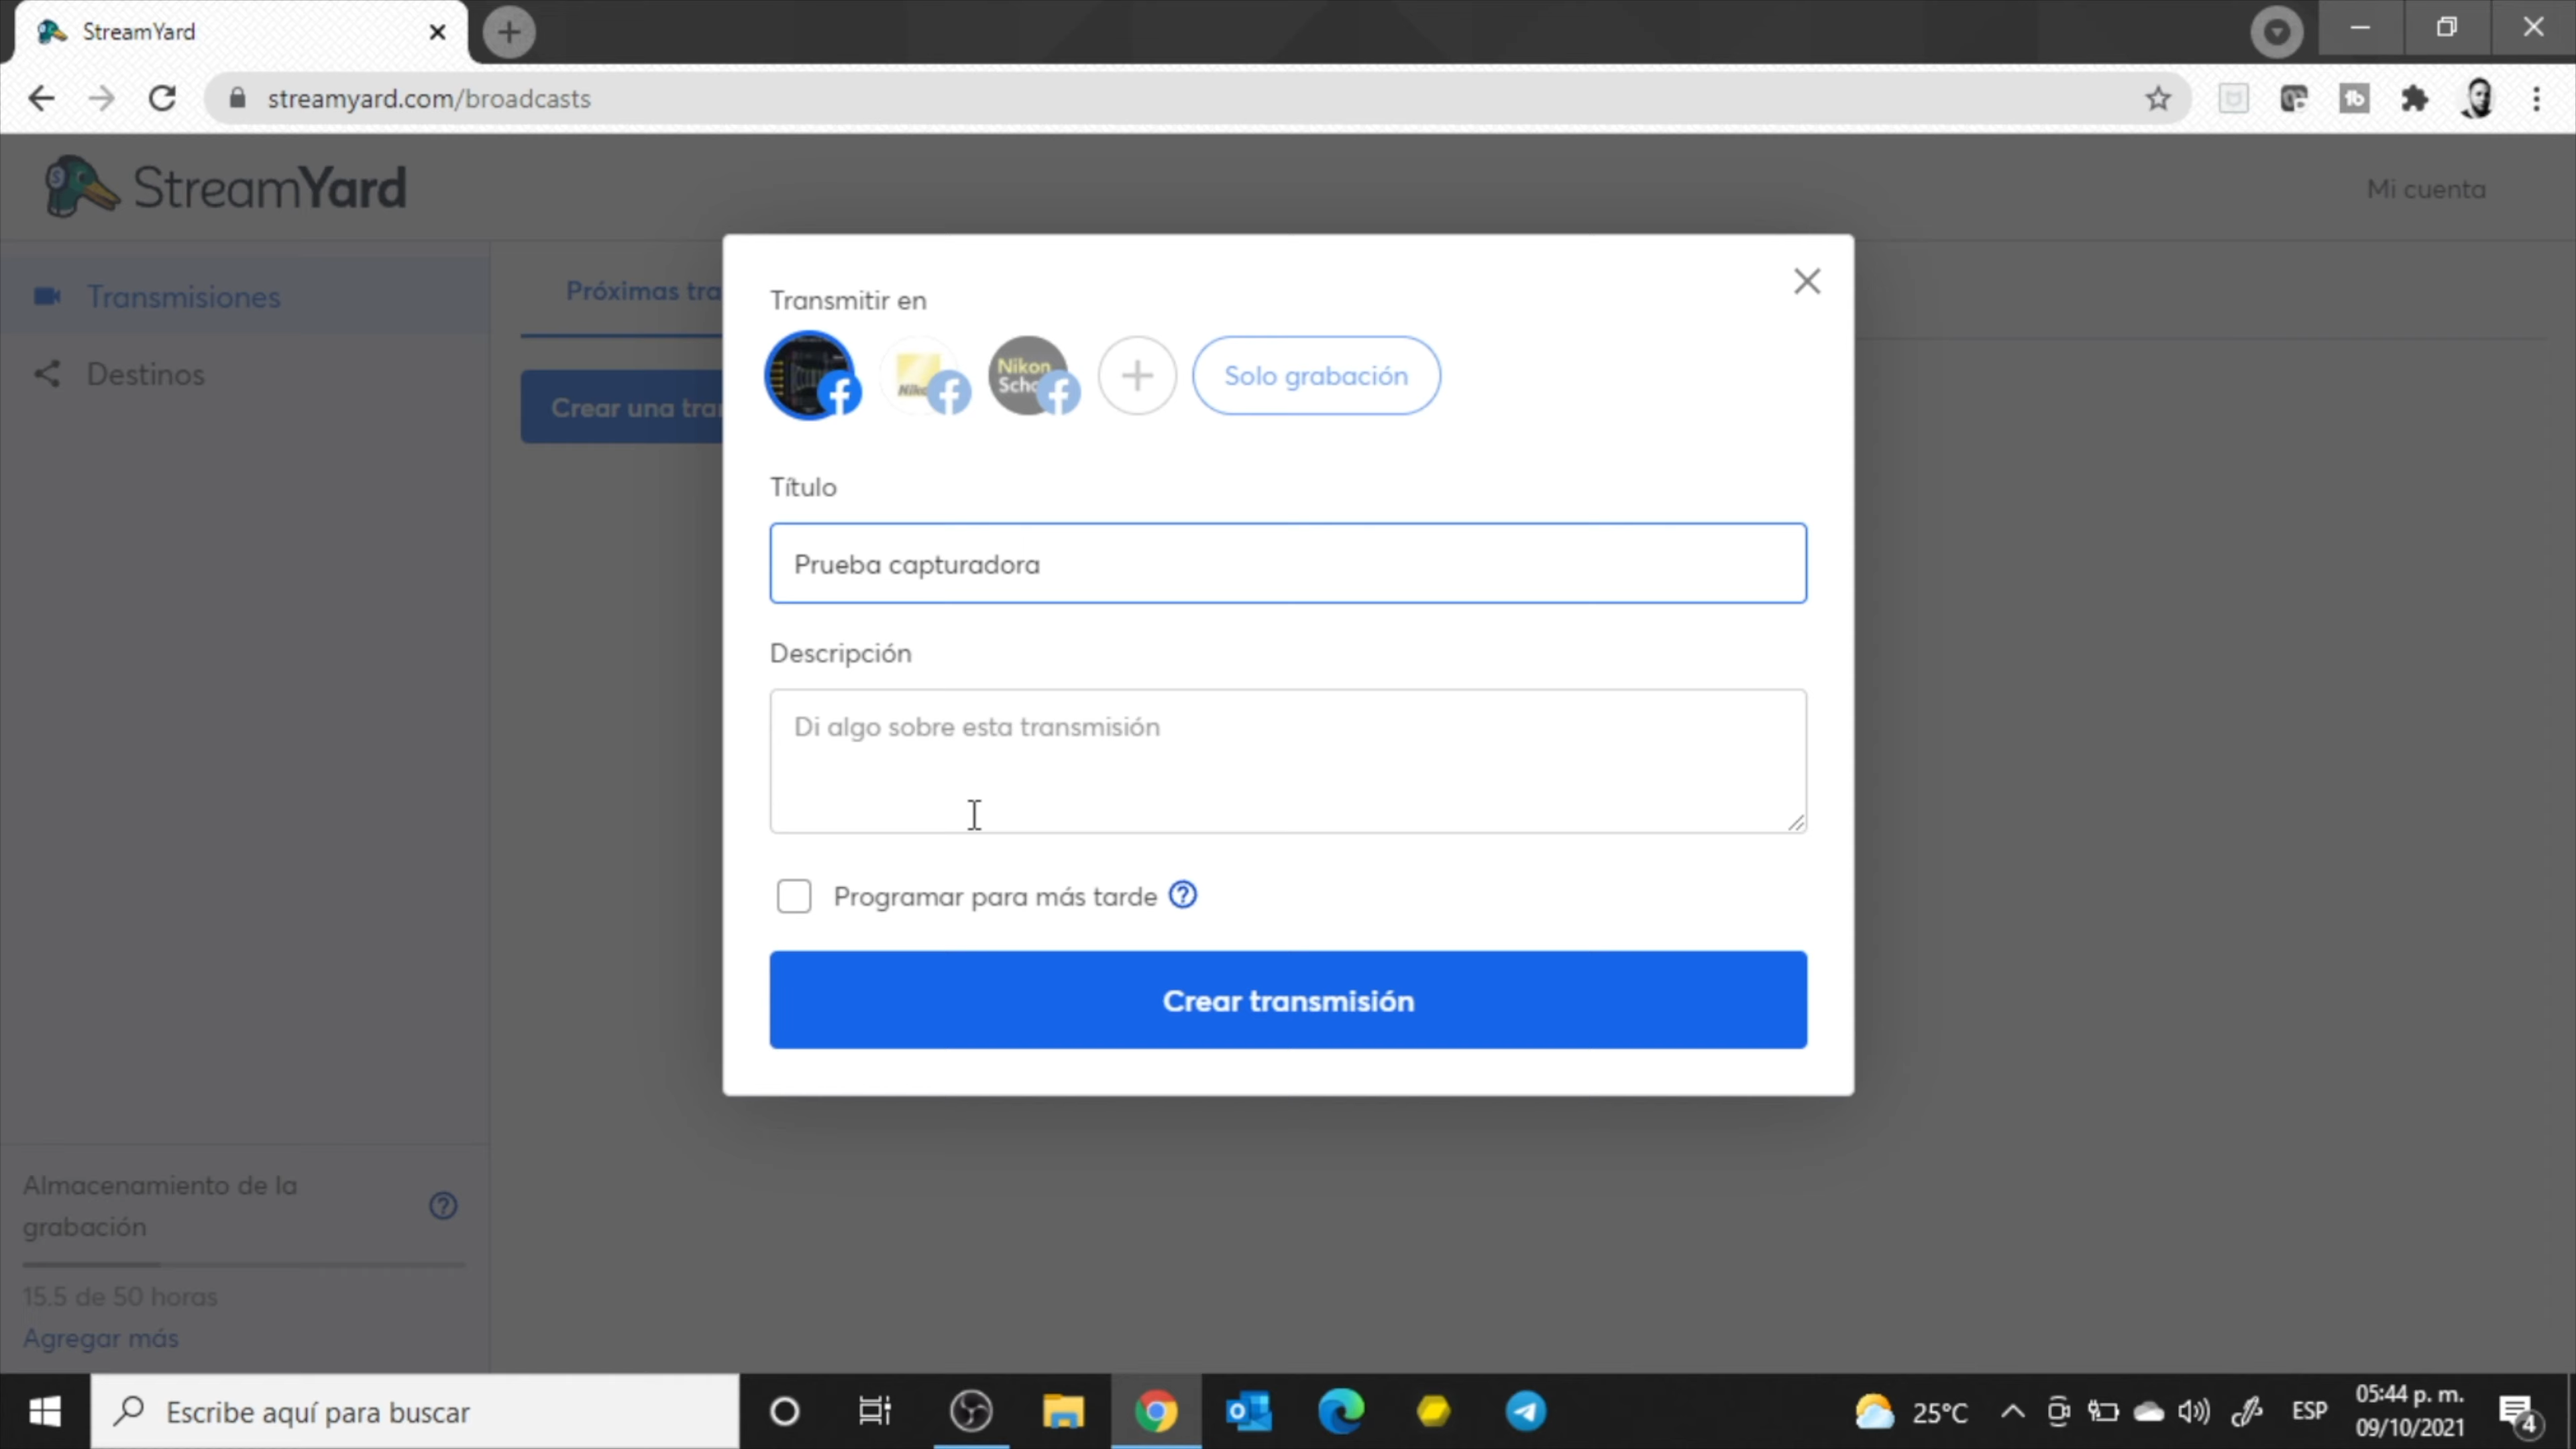 StreamYard
streamyard.com/broadcasts
StreamYard
Mi cuenta
Transmisiones
Destinos
Próximas tra
Crear una tra
Transmitir en
Nikon
Solo grabación
Título
Prueba capturadora
Descripción
Di algo sobre esta transmisión
Programar para más tarde
Crear transmisión
Almacenamiento de la
grabación
15.5 de 50 horas
Agregar más
Escribe aquí para buscar
25°C
ESP
05:44 p. m.
09/10/2021
4